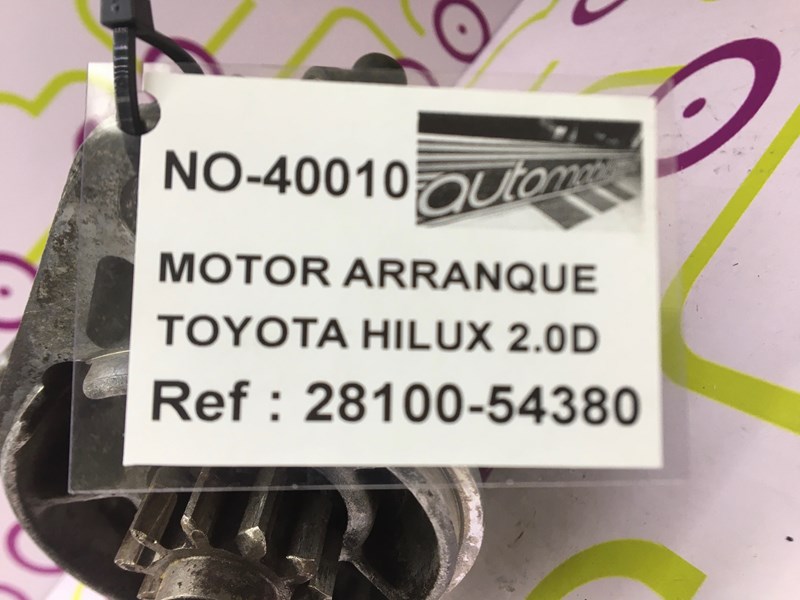 NO-40010
MOTOR ARRANQUE
TOYOTA HILUX 2.0D
Ref : 28100-54380